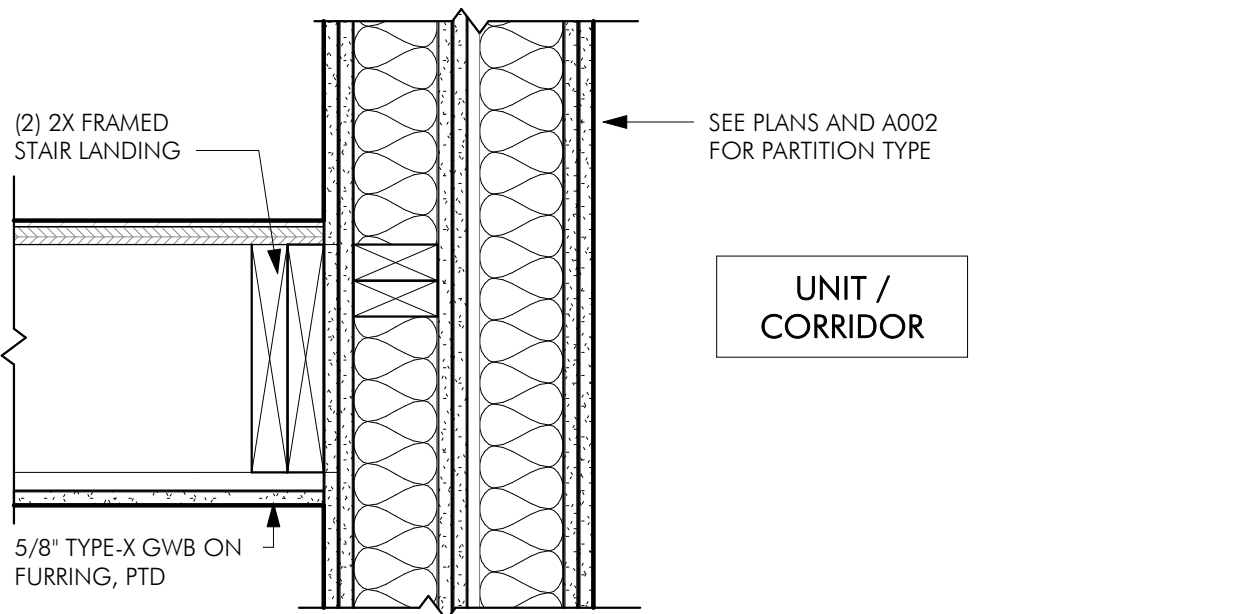 (2) 2X FRAMED
STAIR LANDING
SEE PLANS AND A002
FOR PARTITION TYPE
UNIT /
CORRIDOR
5/8" TYPE-X GWB ON
FURRING, PTD